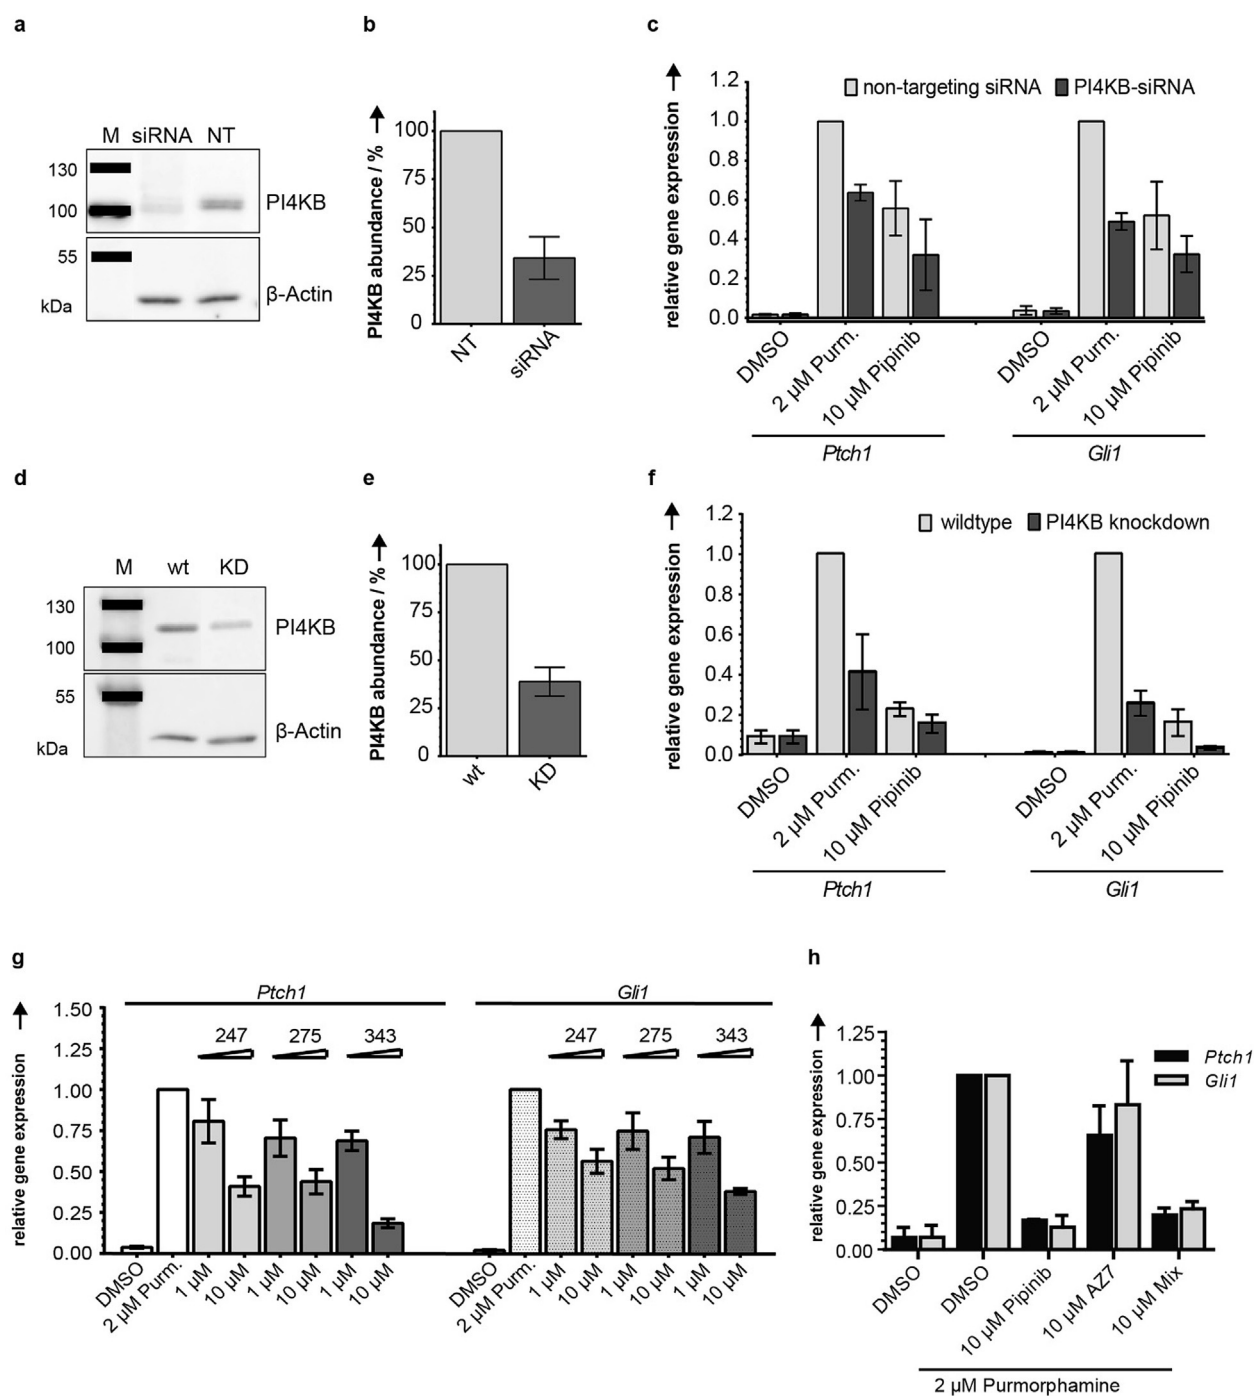 a
M siRNA NT
130
100
PI4KB
55
kDa
β-Actin
b
PI4KB abundance / %
100
75
50
25
0
NT
siRNA
c
relative gene expression
1.2
1.0
0.8
0.6
0.4
0.2
0.0
non-targeting siRNA PI4KB-siRNA
DMSO
2 µM Purm.
10 µM Pipinib
DMSO
2 µM Purm.
10 µM Pipinib
Ptch1
Gli1
d
M wt KD
130
100
PI4KB
55
kDa
β-Actin
e
PI4KB abundance / %
100
75
50
25
0
wt
KD
f
relative gene expression
1.2
1.0
0.8
0.6
0.4
0.2
0.0
wildtype PI4KB knockdown
DMSO
2 µM Purm.
10 µM Pipinib
DMSO
2 µM Purm.
10 µM Pipinib
Ptch1
Gli1
g
relative gene expression
1.50
1.25
1.00
0.75
0.50
0.25
0.00
Ptch1
247 275 343
Gli1
247 275 343
DMSO
2 µM Purm.
1 µM
10 µM
1 µM
10 µM
1 µM
10 µM
DMSO
2 µM Purm.
1 µM
10 µM
1 µM
10 µM
1 µM
10 µM
h
relative gene expression
1.25
1.00
0.75
0.50
0.25
0.00
Ptch1
Gli1
DMSO
DMSO
10 µM Pipinib
10 µM AZ7
10 µM Mix
2 µM Purmorphamine